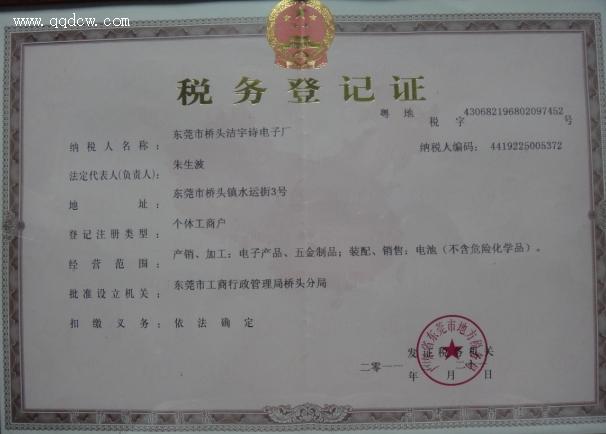 www.qqdcw.com
税务登记证
粤 地 税 字 430682196802097452 号
纳税人编码: 4419225005372
纳税人名称: 东莞市桥头洁宇诗电子厂
法定代表人(负责人): 朱生波
地址: 东莞市桥头镇水运街3号
登记注册类型: 个体工商户
经营范围: 产销、加工: 电子产品、五金制品; 装配、销售: 电池 (不含危险化学品)。
批准设立机关: 东莞市工商行政管理局桥头分局
扣缴义务: 依法确定
发证税务机关
二零一一年 月 日